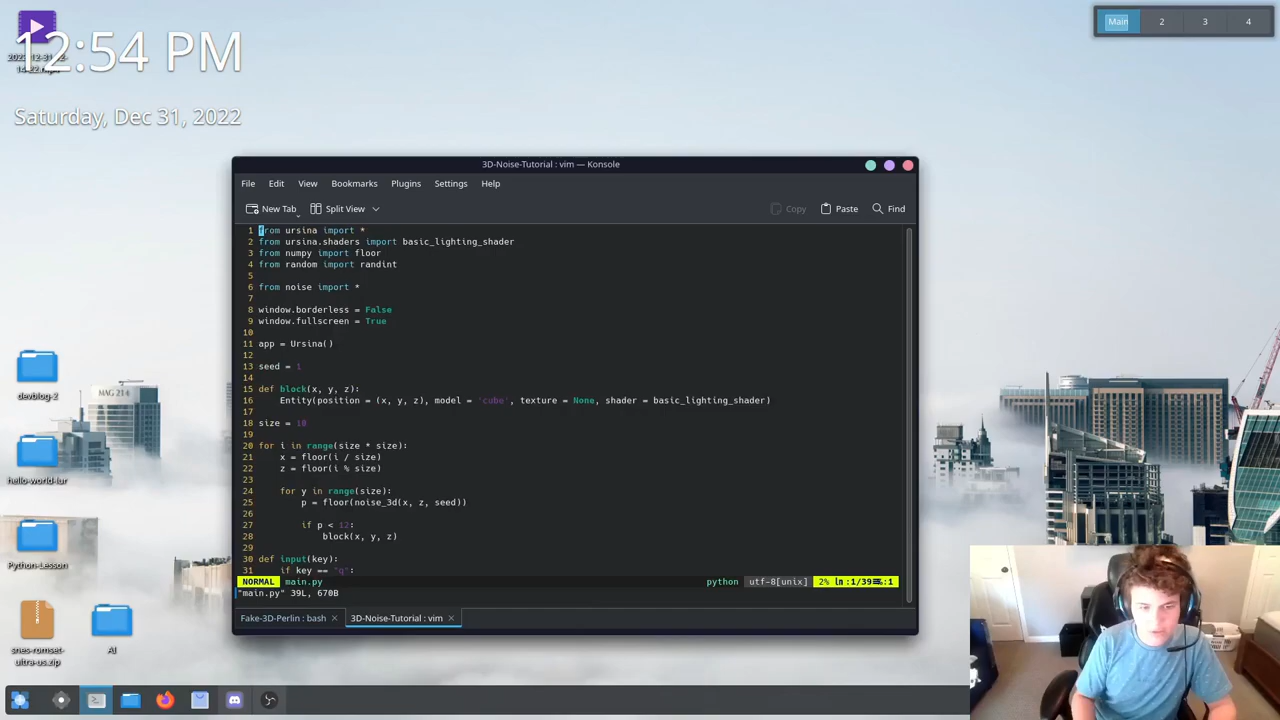 12:54 PM
Saturday, Dec 31, 2022
Main 2 3 4
3D-Noise-Tutorial : vim — Konsole
File Edit View Bookmarks Plugins Settings Help
New Tab Split View Copy Paste Find
1 from ursina import *
2 from ursina.shaders import basic_lighting_shader
3 from numpy import floor
4 from random import randint
5
6 from noise import *
7
8 window.borderless = False
9 window.fullscreen = True
10
11 app = Ursina()
12
13 seed = 1
14
15 def block(x, y, z):
16 Entity(position = (x, y, z), model = 'cube', texture = None, shader = basic_lighting_shader)
17
18 size = 10
19
20 for i in range(size * size):
21 x = floor(i / size)
22 z = floor(i % size)
23
24 for y in range(size):
25 p = floor(noise_3d(x, z, seed))
26
27 if p < 12:
28 block(x, y, z)
29
30 def input(key):
31 if key == "q":
NORMAL main.py python utf-8[unix] 2% ln:1/39
"main.py" 39L, 670B
Fake-3D-Perlin : bash 3D-Noise-Tutorial : vim
devblog-2
MAG 214
hello-world-lur
Python-Lesson
snes-romset-ultra-us.zip
AI